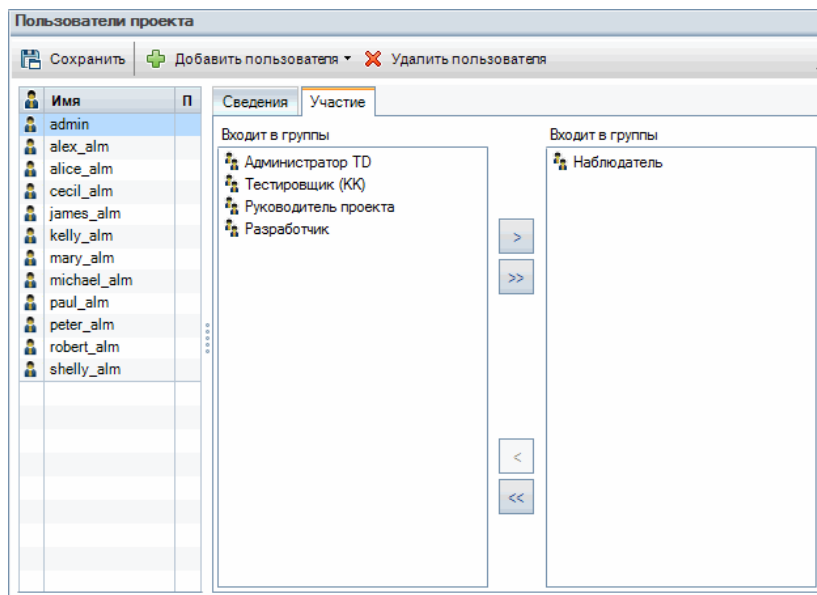 Пользователи проекта
Сохранить Добавить пользователя Удалить пользователя
Имя П
admin
alex_alm
alice_alm
cecil_alm
james_alm
kelly_alm
mary_alm
michael_alm
paul_alm
peter_alm
robert_alm
shelly_alm
Сведения Участие
Входит в группы
Администратор TD
Тестировщик (КК)
Руководитель проекта
Разработчик
>
>>
<
<<
Входит в группы
Наблюдатель